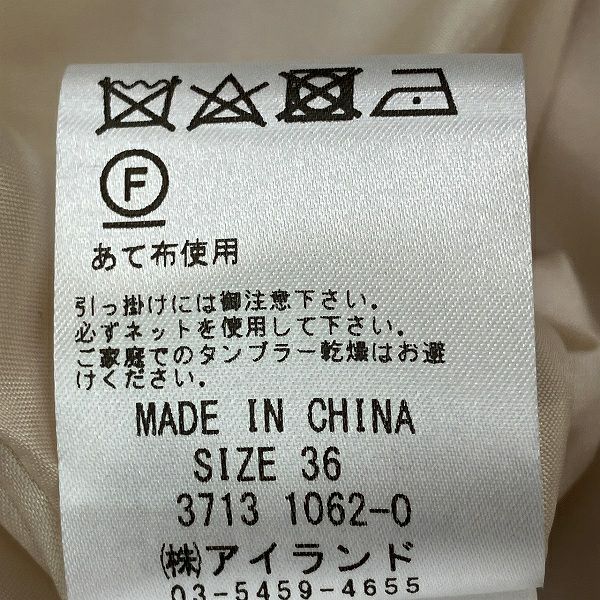 F
あて布使用
引っ掛けには御注意下さい。
必ずネットを使用して下さい。
ご家庭でのタンブラー乾燥はお避
けください。
MADE IN CHINA
SIZE 36
3713 1062-0
㈱アイランド
03-5459-4655